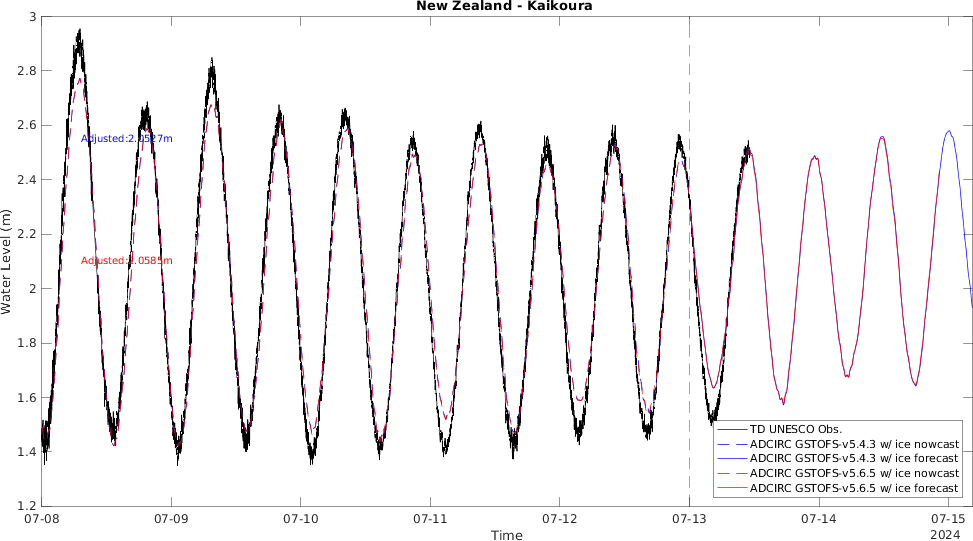 New Zealand - Kaikoura
3
2.8
2.6
2.4
2.2
2
1.8
1.6
1.4
1.2
Water Level (m)
Adjusted:2.0527m
Adjusted:2.0585m
TD UNESCO Obs.
ADCIRC GSTOFS-v5.4.3 w/ ice nowcast
ADCIRC GSTOFS-v5.4.3 w/ ice forecast
ADCIRC GSTOFS-v5.6.5 w/ ice nowcast
ADCIRC GSTOFS-v5.6.5 w/ ice forecast
07-08 07-09 07-10 07-11 07-12 07-13 07-14 07-15
2024
Time